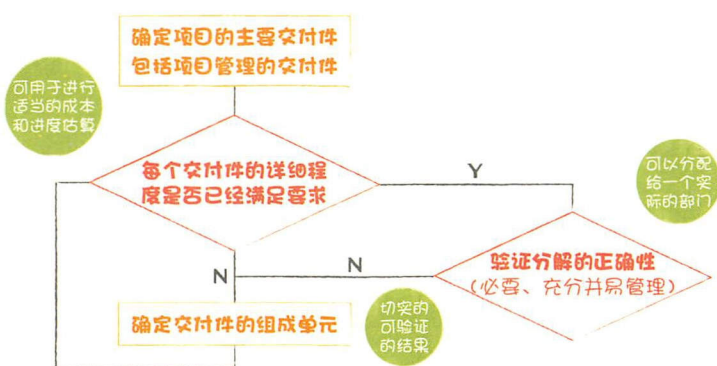 确定项目的主要交付件
包括项目管理的交付件
可用于进行
适当的成本
和进度估算
每个交付件的详细程
度是否已经满足要求
Y
可以分配
给一个实
际的部门
验证分解的正确性
(必要、充分并易管理)
N
N
确定交付件的组成单元
切实的
可验证
的结果